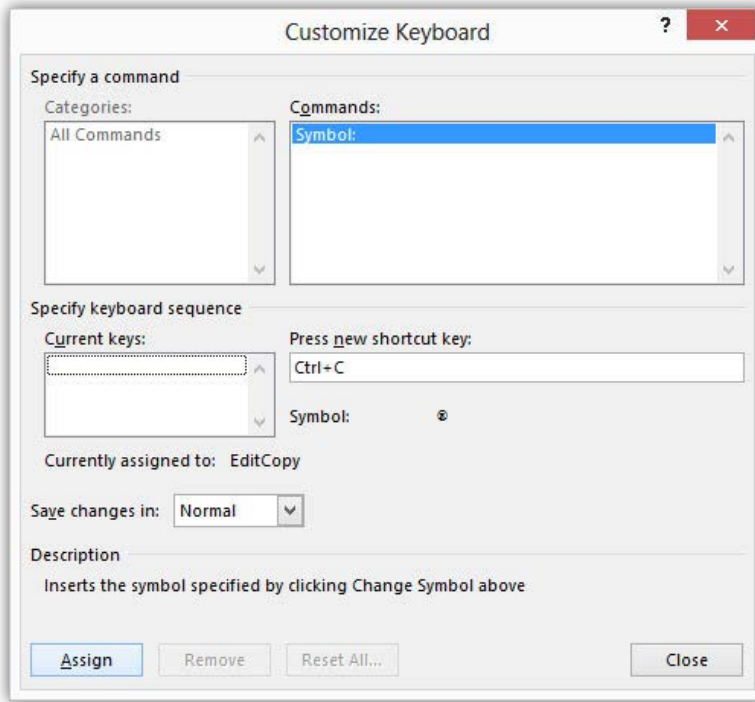 Customize Keyboard
?
Specify a command
Categories:
Commands:
All Commands
Symbol:
Specify keyboard sequence
Current keys:
Press new shortcut key:
Ctrl+C
Symbol:
Currently assigned to: EditCopy
Save changes in: Normal
Description
Inserts the symbol specified by clicking Change Symbol above
Assign Remove Reset All... Close